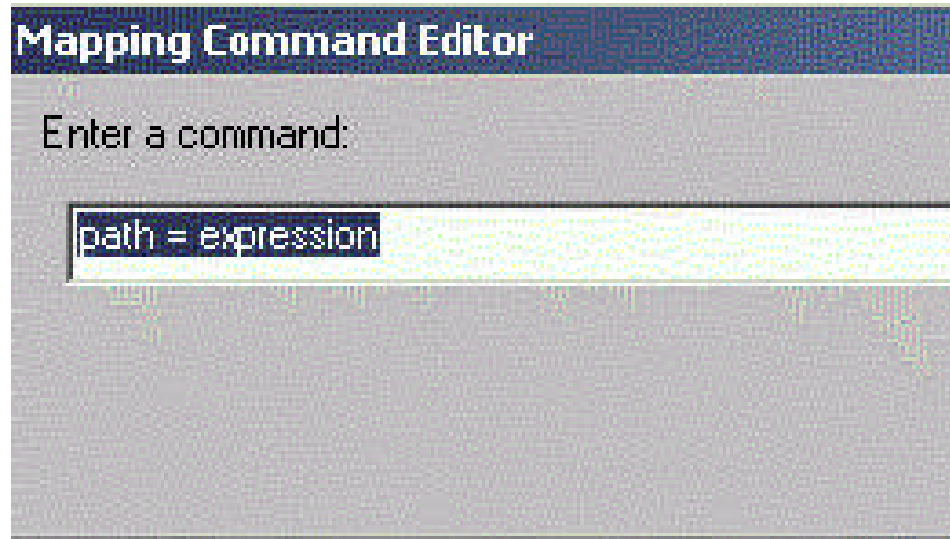 Mapping Command Editor
Enter a command:
path = expression